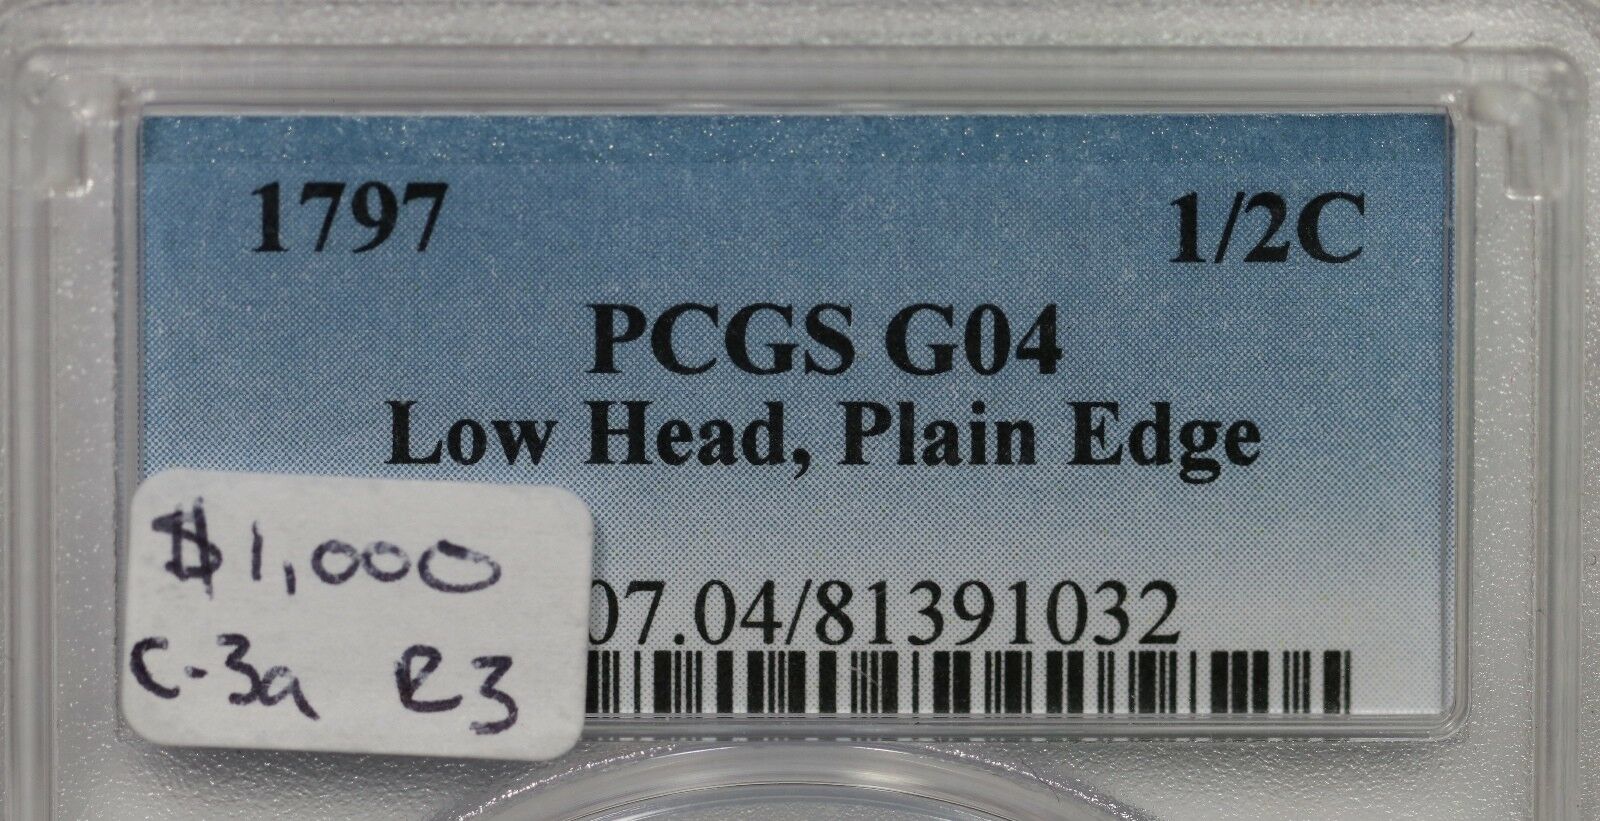 1797 1/2C
PCGS G04
Low Head, Plain Edge
07.04/81391032
$1,000
C-3a R3